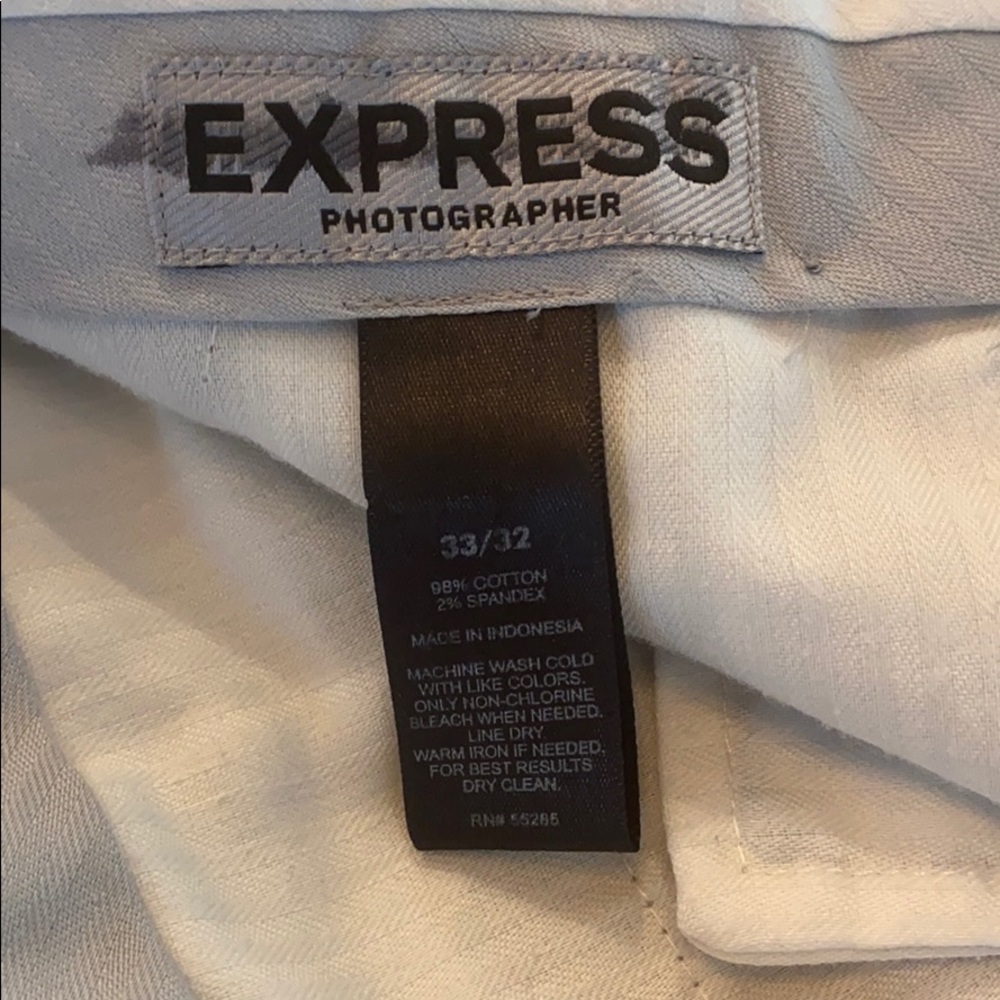 EXPRESS
PHOTOGRAPHER
33/32
98% COTTON
2% SPANDEX
MADE IN INDONESIA
MACHINE WASH COLD
WITH LIKE COLORS.
ONLY NON-CHLORINE
BLEACH WHEN NEEDED.
LINE DRY
WARM IRON IF NEEDED.
FOR BEST RESULTS
DRY CLEAN.
RN# 55285